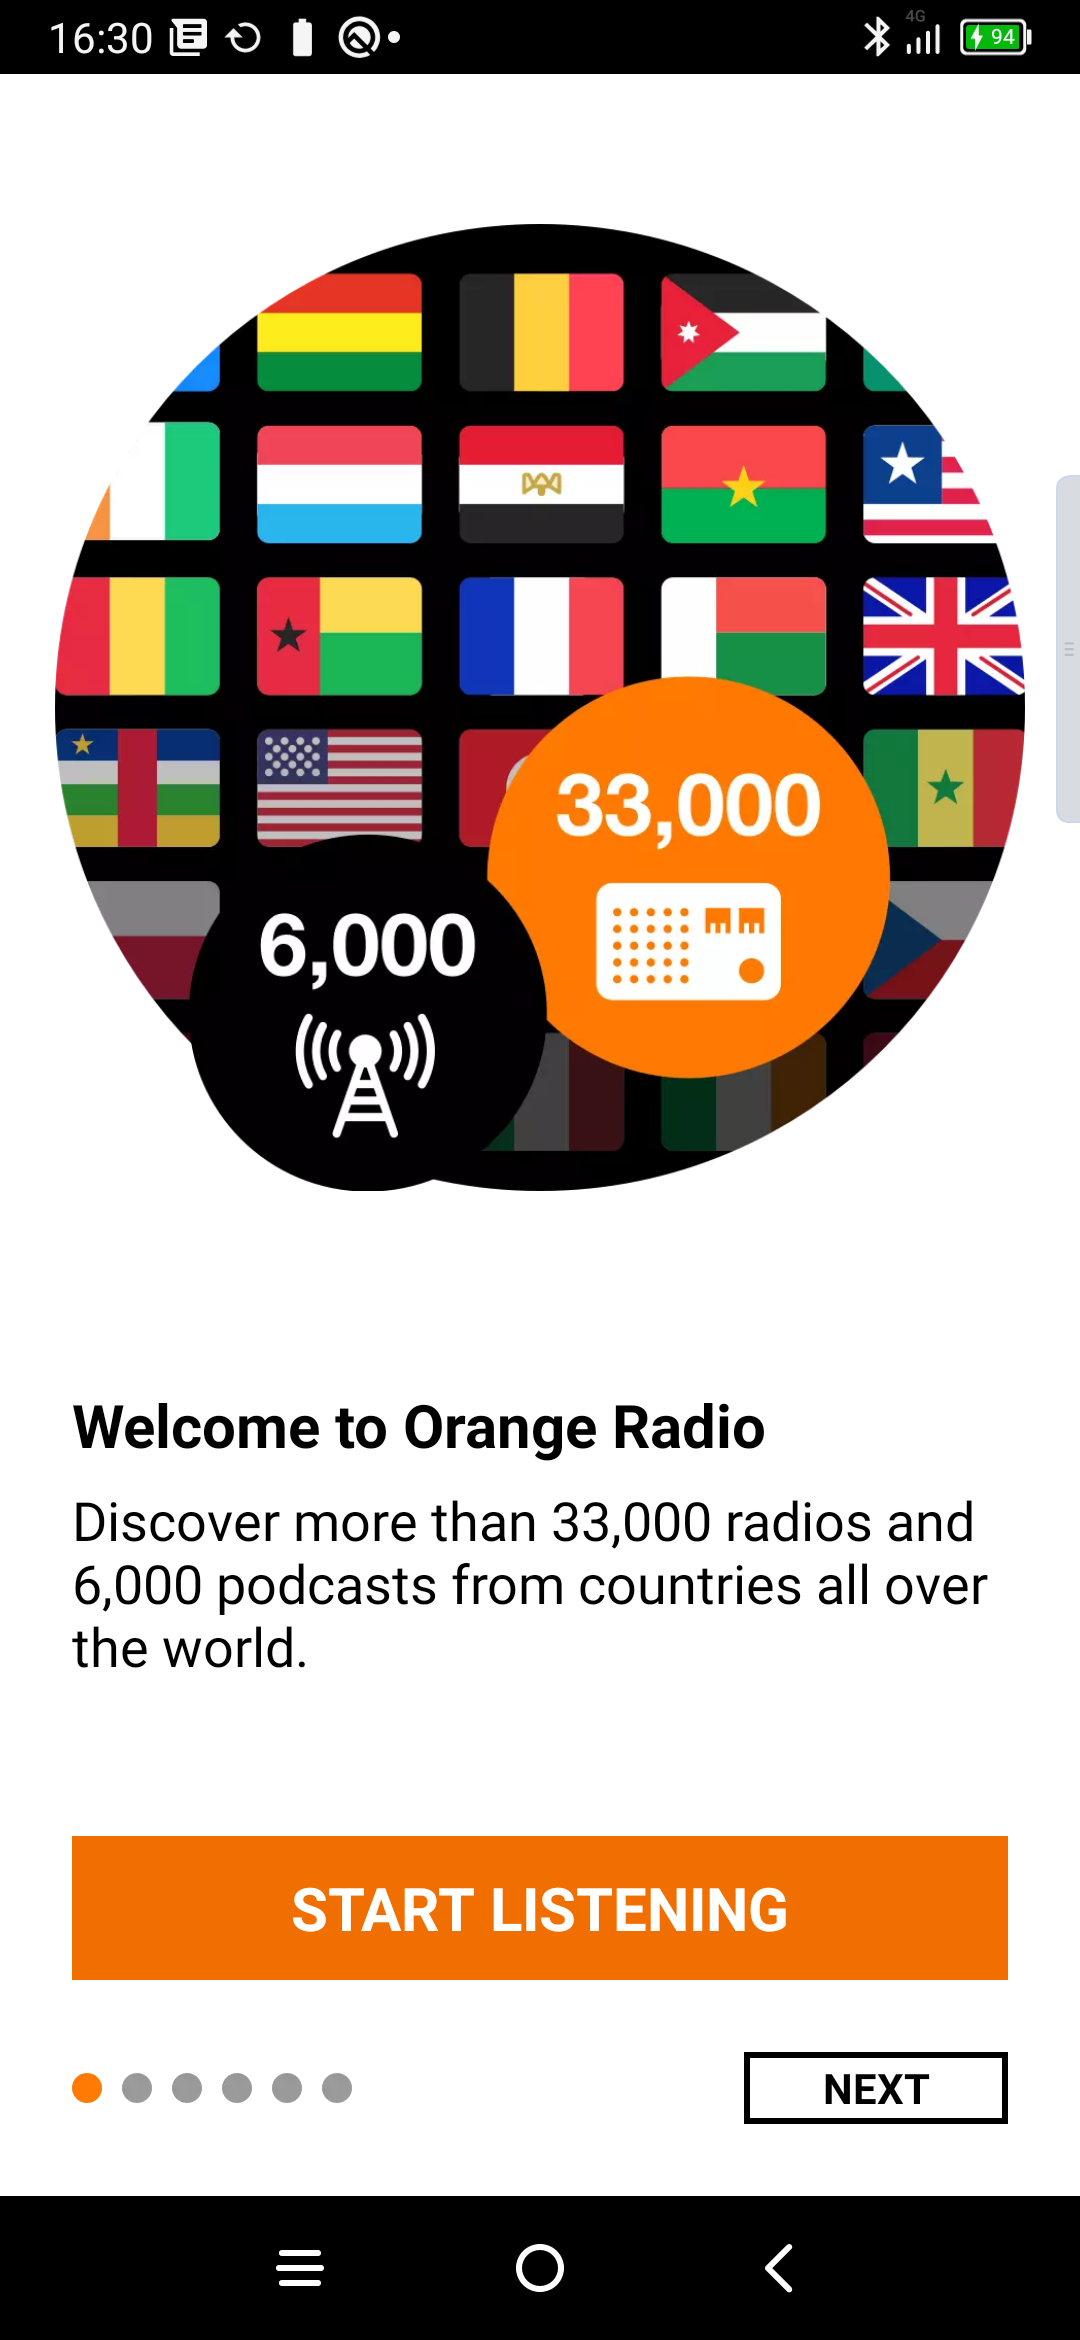 16:30
4G
94
33,000
6,000
Welcome to Orange Radio
Discover more than 33,000 radios and
6,000 podcasts from countries all over
the world.
START LISTENING
NEXT